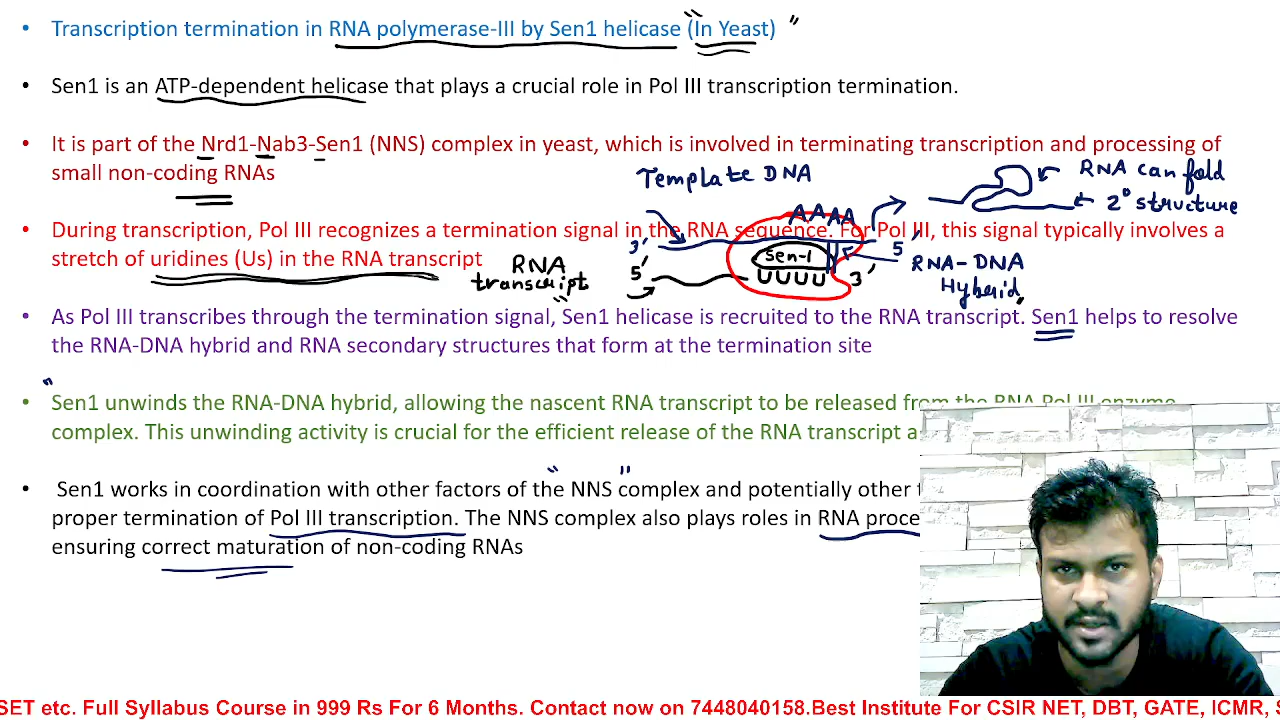 • Transcription termination in RNA polymerase-III by Sen1 helicase (In Yeast)
• Sen1 is an ATP-dependent helicase that plays a crucial role in Pol III transcription termination.
• It is part of the Nrd1-Nab3-Sen1 (NNS) complex in yeast, which is involved in terminating transcription and processing of
small non-coding RNAs
Template DNA
RNA can fold
2° structure
AAAA
• During transcription, Pol III recognizes a termination signal in the RNA sequence. For Pol III, this signal typically involves a
stretch of uridines (Us) in the RNA transcript
3'
5'
Sen-1
5'
UUUU
3'
RNA
transcript
RNA-DNA
Hybrid
• As Pol III transcribes through the termination signal, Sen1 helicase is recruited to the RNA transcript. Sen1 helps to resolve
the RNA-DNA hybrid and RNA secondary structures that form at the termination site
• Sen1 unwinds the RNA-DNA hybrid, allowing the nascent RNA transcript to be released from the RNA Pol III enzyme
complex. This unwinding activity is crucial for the efficient release of the RNA transcript
• Sen1 works in coordination with other factors of the "NNS" complex and potentially other
proper termination of Pol III transcription. The NNS complex also plays roles in RNA
ensuring correct maturation of non-coding RNAs
SET etc. Full Syllabus Course in 999 Rs For 6 Months. Contact now on 7448040158.Best Institute For CSIR NET, DBT, GATE, ICMR,